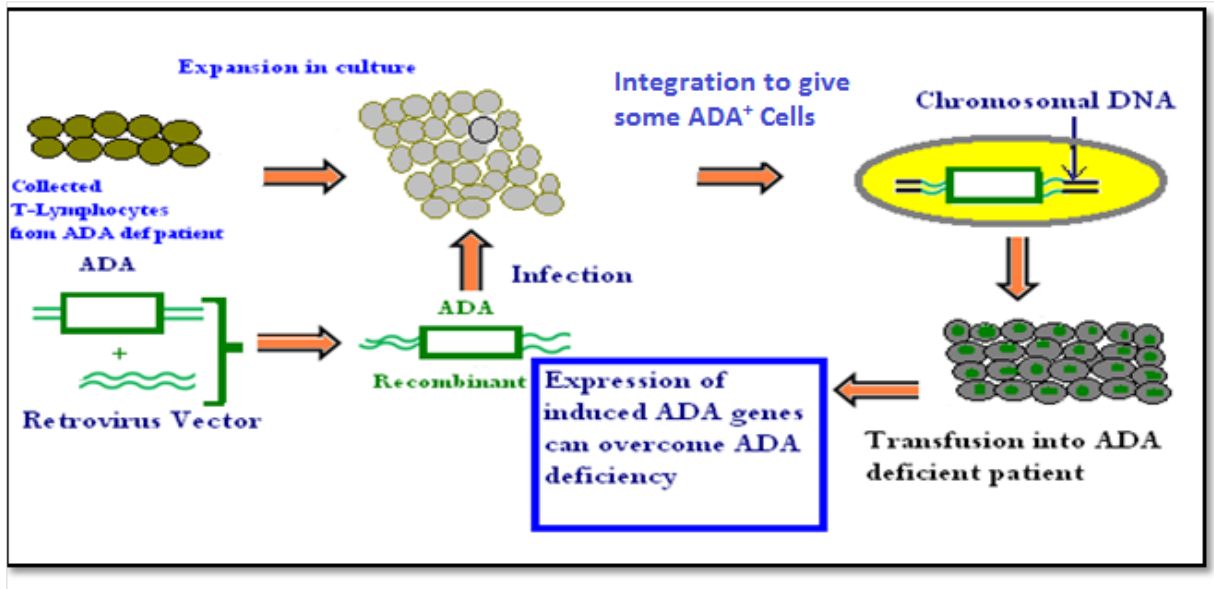 Expansion in culture
Integration to give
some ADA⁺ Cells
Chromosomal DNA
Collected
T-Lymphocytes
from ADA def patient
ADA
+
Retrovirus Vector
Infection
ADA
Recombinant
Expression of
induced ADA genes
can overcome ADA
deficiency
Transfusion into ADA
deficient patient